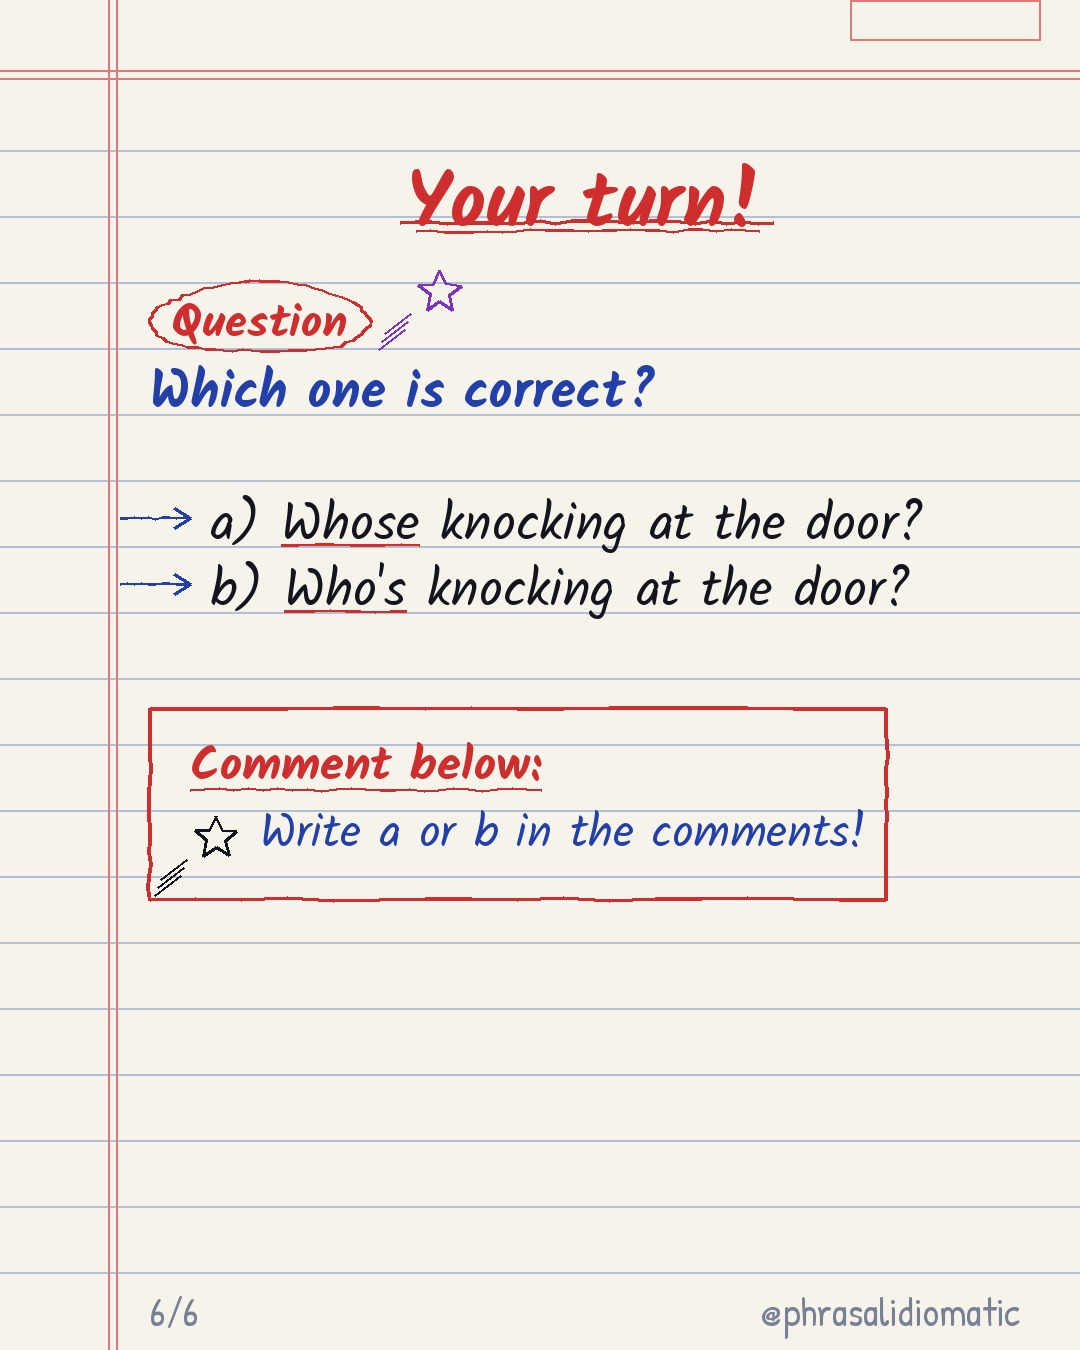 Your turn!
Question
Which one is correct?
a) Whose knocking at the door?
b) Who's knocking at the door?
Comment below:
Write a or b in the comments!
6/6
@phrasalidiomatic